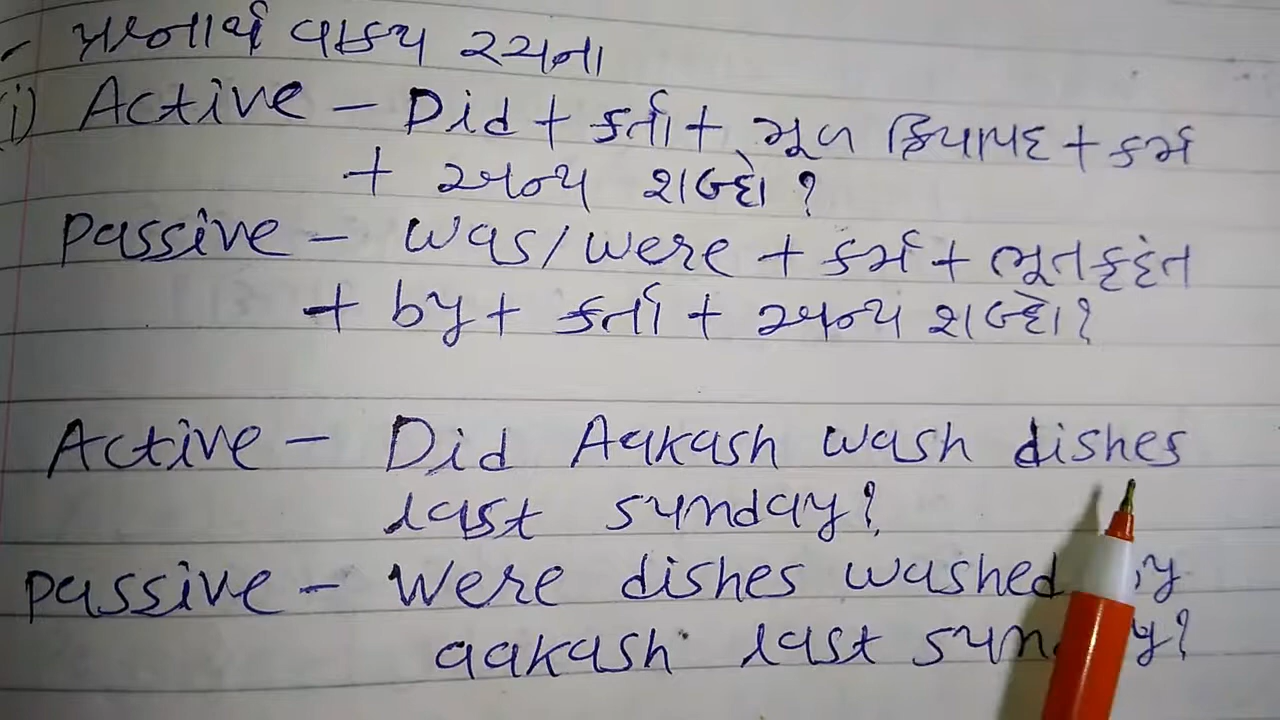 - પ્રશ્નાર્થ વાક્ય રચના
(i) Active - Did + કર્તા + મૂળ ક્રિયાપદ + કર્મ
+ અન્ય શબ્દો ?
Passive - was/were + કર્મ + ભૂતકૃદંત
+ by + કર્તા + અન્ય શબ્દો ?
Active - Did Aakash wash dishes
last sunday?
passive - Were dishes washed
aakash last